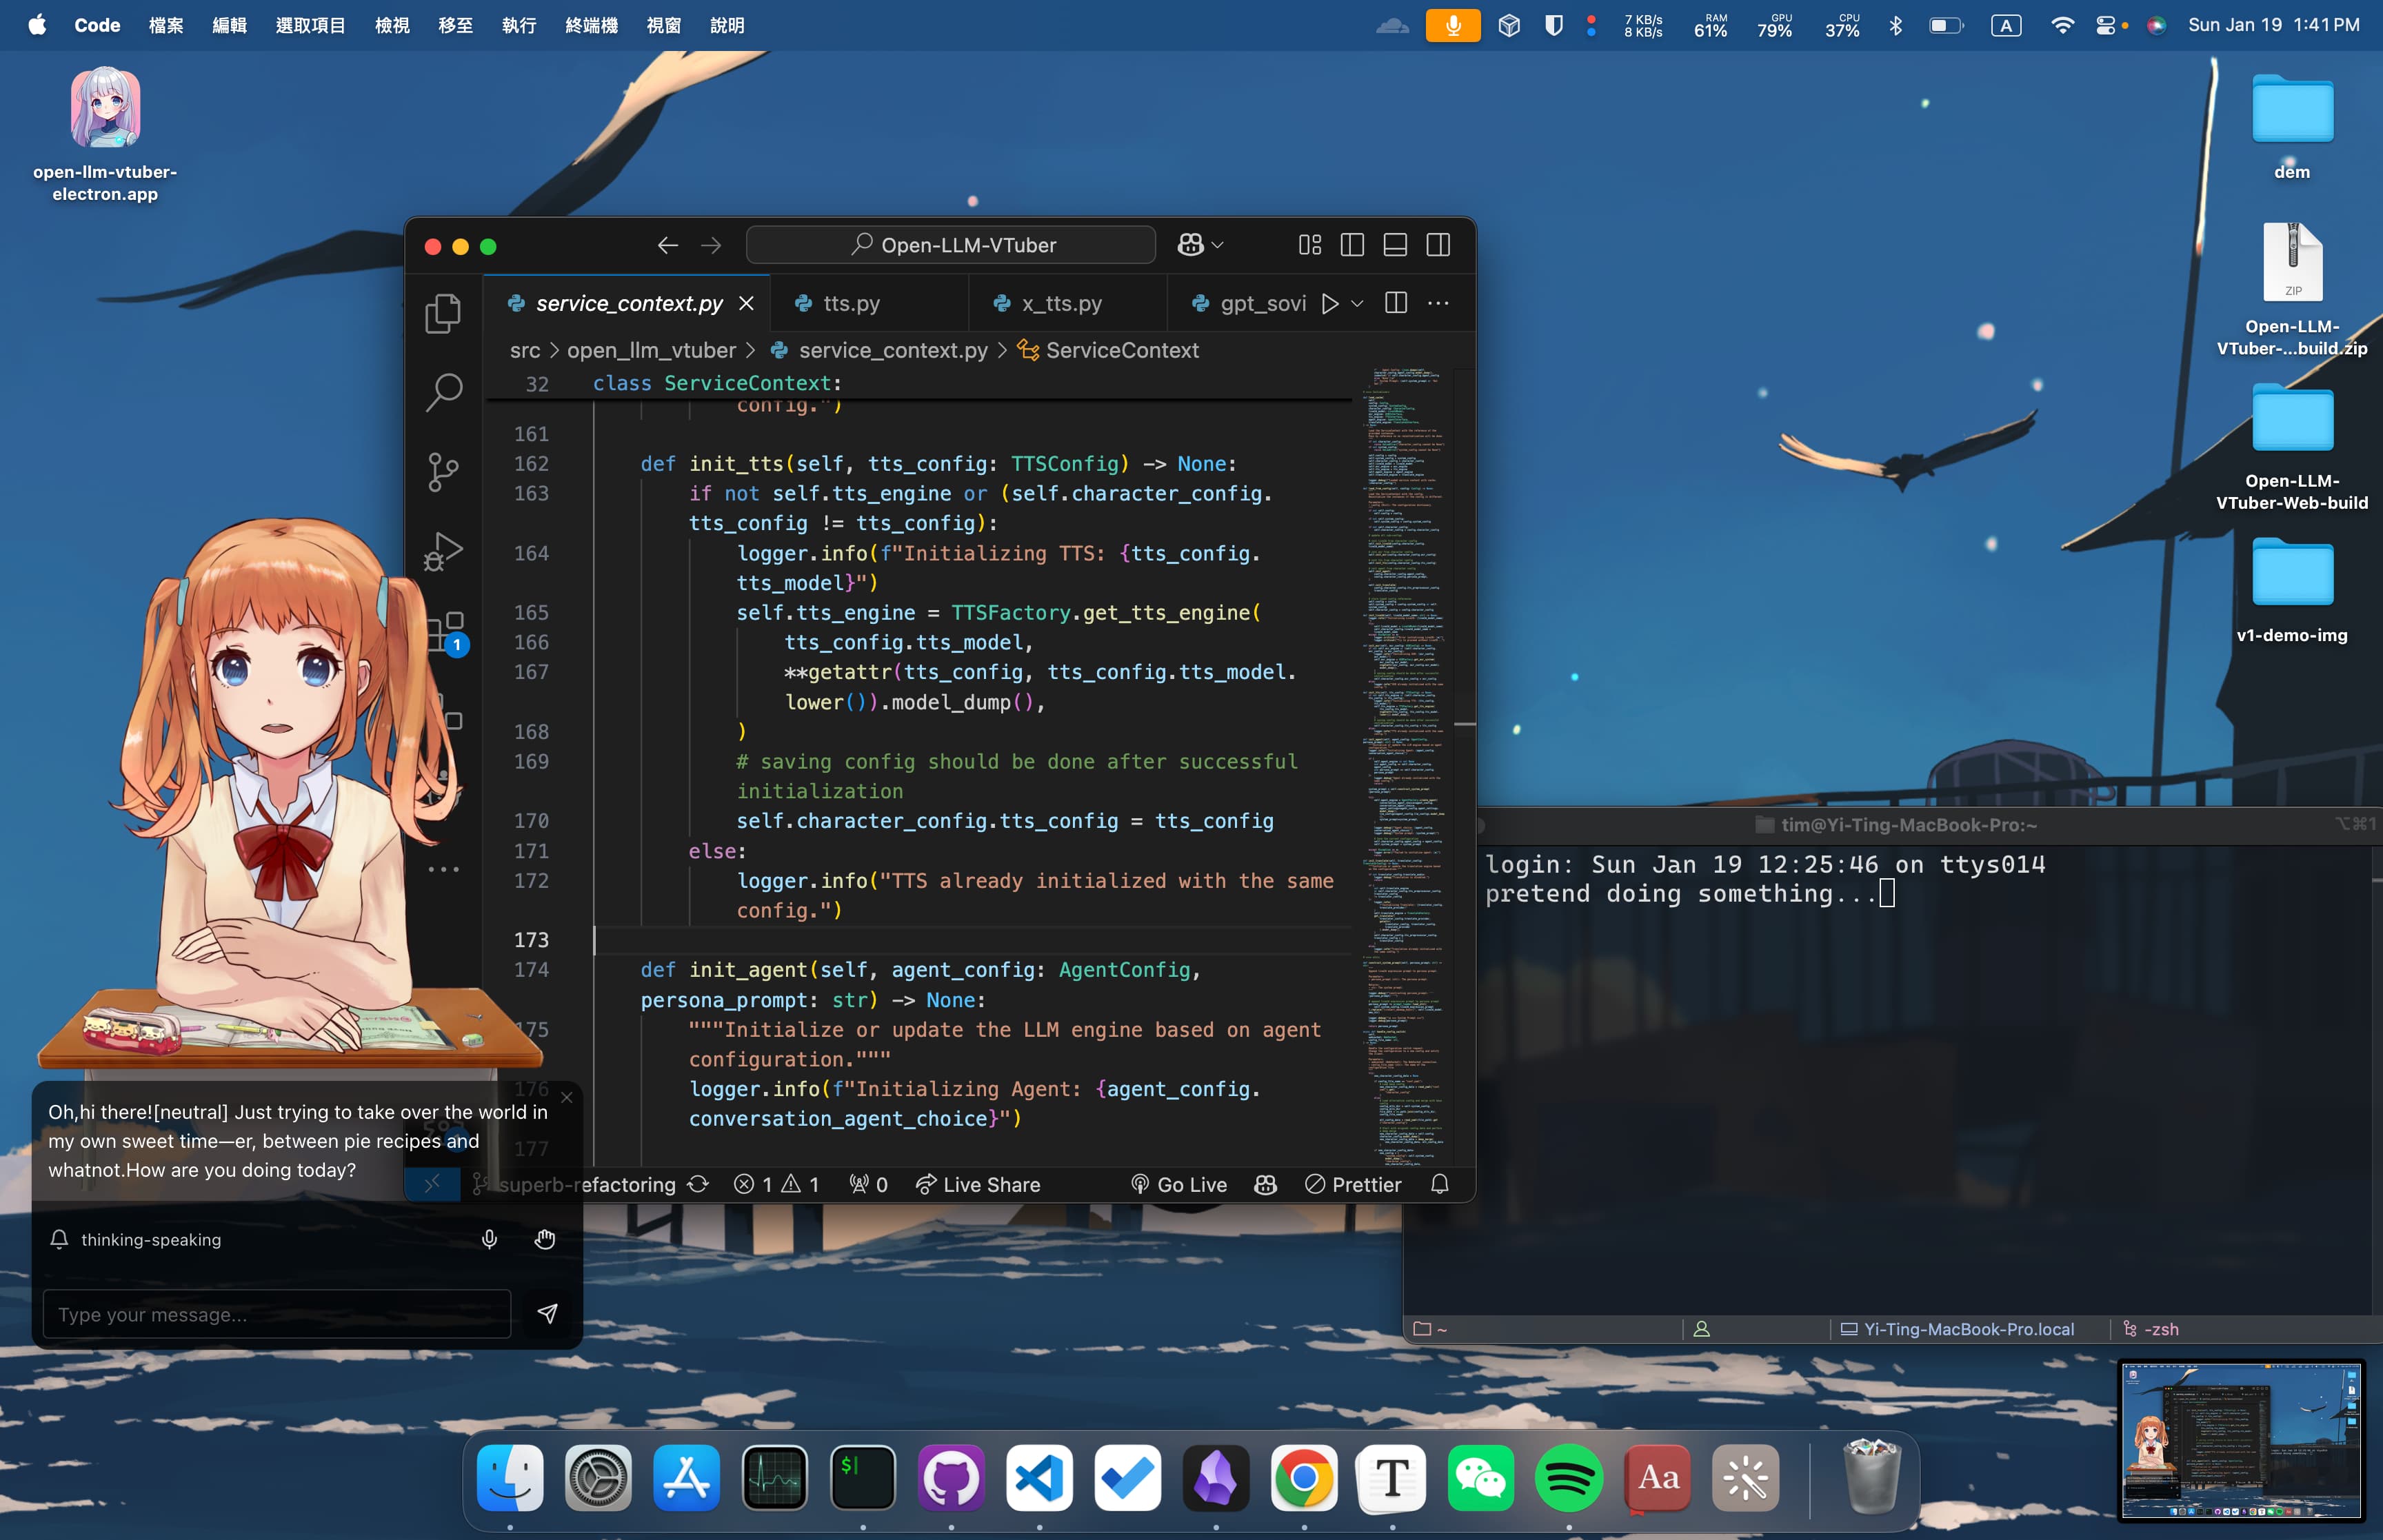 Code 檔案 編輯 選取項目 檢視 移至 執行 終端機 視窗 說明
7 KB/s
8 KB/s
RAM
61%
GPU
79%
CPU
37%
A
Sun Jan 19 1:41 PM
open-llm-vtuber-
electron.app
dem
ZIP
Open-LLM-
VTuber-...build.zip
Open-LLM-
VTuber-Web-build
v1-demo-img
Open-LLM-VTuber
service_context.py tts.py x_tts.py gpt_sovi
src > open_llm_vtuber > service_context.py > ServiceContext
32 class ServiceContext:
config.")
161
162 def init_tts(self, tts_config: TTSConfig) -> None:
163 if not self.tts_engine or (self.character_config.
tts_config != tts_config):
164 logger.info(f"Initializing TTS: {tts_config.
tts_model}")
165 self.tts_engine = TTSFactory.get_tts_engine(
166 tts_config.tts_model,
167 **getattr(tts_config, tts_config.tts_model.
lower()).model_dump(),
168 )
169 # saving config should be done after successful
initialization
170 self.character_config.tts_config = tts_config
171 else:
172 logger.info("TTS already initialized with the same
config.")
173
174 def init_agent(self, agent_config: AgentConfig,
persona_prompt: str) -> None:
175 """Initialize or update the LLM engine based on agent
configuration."""
176 logger.info(f"Initializing Agent: {agent_config.
conversation_agent_choice}")
177
1
superb-refactoring 1 1 0 Live Share Go Live Prettier
Oh,hi there![neutral] Just trying to take over the world in
my own sweet time—er, between pie recipes and
whatnot.How are you doing today?
thinking-speaking
Type your message...
tim@Yi-Ting-MacBook-Pro:~ ⌥⌘1
login: Sun Jan 19 12:25:46 on ttys014
pretend doing something...
~ Yi-Ting-MacBook-Pro.local -zsh
$
T
Aa